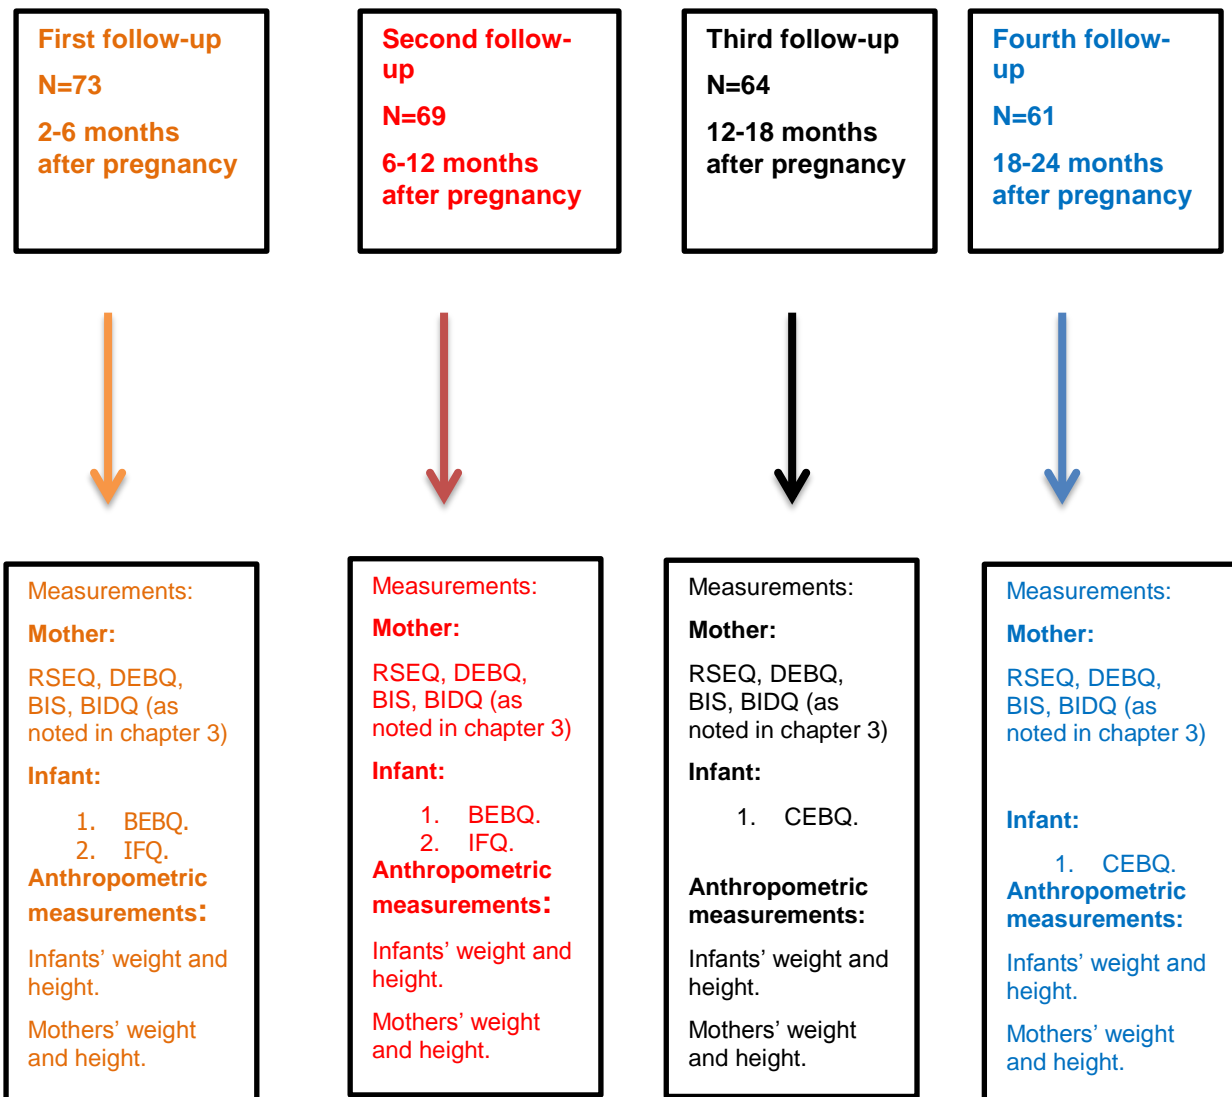 First follow-up
N=73
2-6 months
after pregnancy
Second follow-
up
N=69
6-12 months
after pregnancy
Third follow-up
N=64
12-18 months
after pregnancy
Fourth follow-
up
N=61
18-24 months
after pregnancy
Measurements:
Mother:
RSEQ, DEBQ,
BIS, BIDQ (as
noted in chapter 3)
Infant:
1. BEBQ.
2. IFQ.
Anthropometric
measurements:
Infants’ weight and
height.
Mothers’ weight
and height.
Measurements:
Mother:
RSEQ, DEBQ,
BIS, BIDQ (as
noted in chapter 3)
Infant:
1. BEBQ.
2. IFQ.
Anthropometric
measurements:
Infants’ weight and
height.
Mothers’ weight
and height.
Measurements:
Mother:
RSEQ, DEBQ,
BIS, BIDQ (as
noted in chapter 3)
Infant:
1. CEBQ.
Anthropometric
measurements:
Infants’ weight and
height.
Mothers’ weight
and height.
Measurements:
Mother:
RSEQ, DEBQ,
BIS, BIDQ (as
noted in chapter 3)
Infant:
1. CEBQ.
Anthropometric
measurements:
Infants’ weight and
height.
Mothers’ weight
and height.